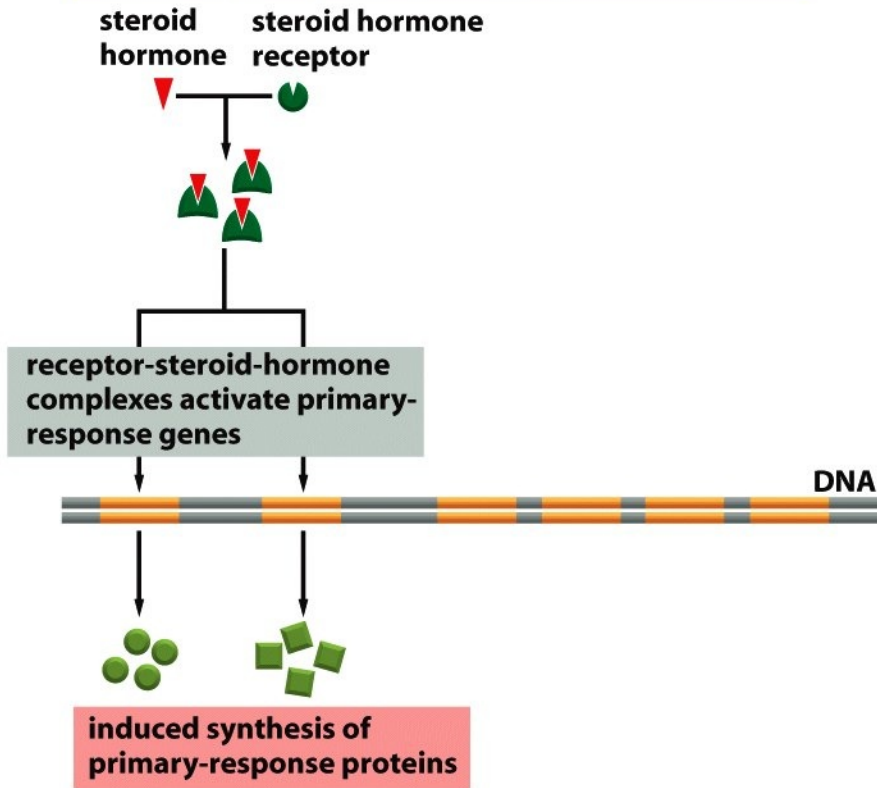 steroid
hormone
steroid hormone
receptor
receptor-steroid-hormone
complexes activate primary-
response genes
DNA
induced synthesis of
primary-response proteins